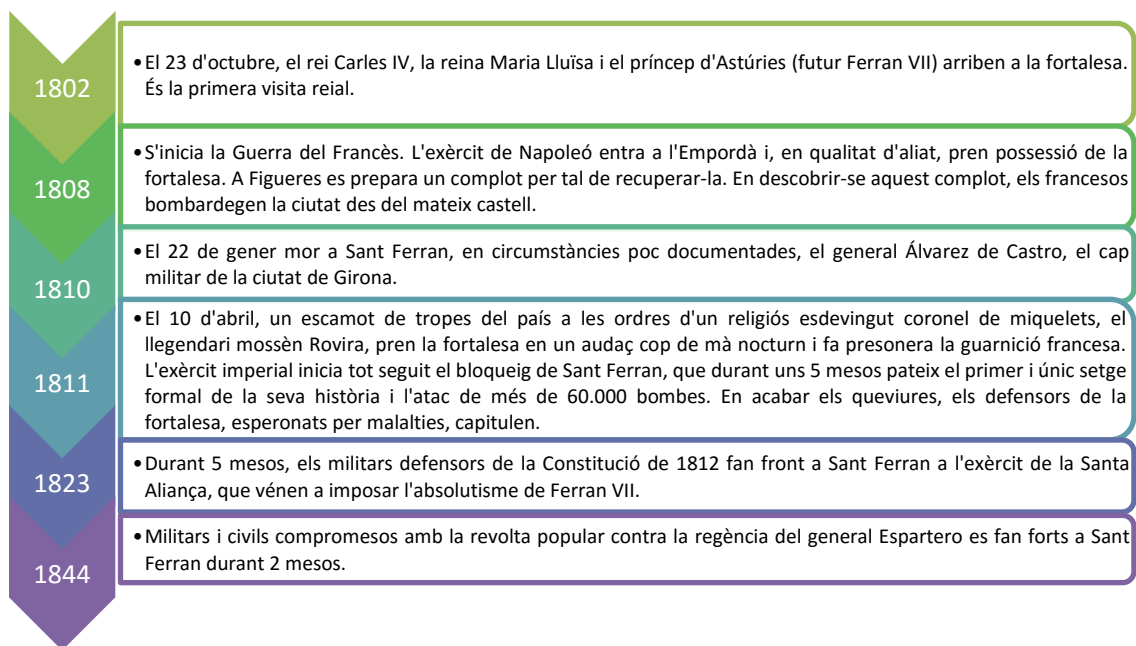 1802
•El 23 d'octubre, el rei Carles IV, la reina Maria Lluïsa i el príncep d'Astúries (futur Ferran VII) arriben a la fortalesa.
És la primera visita reial.
1808
•S'inicia la Guerra del Francès. L'exèrcit de Napoleó entra a l'Empordà i, en qualitat d'aliat, pren possessió de la
fortalesa. A Figueres es prepara un complot per tal de recuperar-la. En descobrir-se aquest complot, els francesos
bombardegen la ciutat des del mateix castell.
1810
•El 22 de gener mor a Sant Ferran, en circumstàncies poc documentades, el general Álvarez de Castro, el cap
militar de la ciutat de Girona.
1811
•El 10 d'abril, un escamot de tropes del país a les ordres d'un religiós esdevingut coronel de miquelets, el
llegendari mossèn Rovira, pren la fortalesa en un audaç cop de mà nocturn i fa presonera la guarnició francesa.
L'exèrcit imperial inicia tot seguit el bloqueig de Sant Ferran, que durant uns 5 mesos pateix el primer i únic setge
formal de la seva història i l'atac de més de 60.000 bombes. En acabar els queviures, els defensors de la
fortalesa, esperonats per malalties, capitulen.
1823
•Durant 5 mesos, els militars defensors de la Constitució de 1812 fan front a Sant Ferran a l'exèrcit de la Santa
Aliança, que vénen a imposar l'absolutisme de Ferran VII.
1844
•Militars i civils compromesos amb la revolta popular contra la regència del general Espartero es fan forts a Sant
Ferran durant 2 mesos.